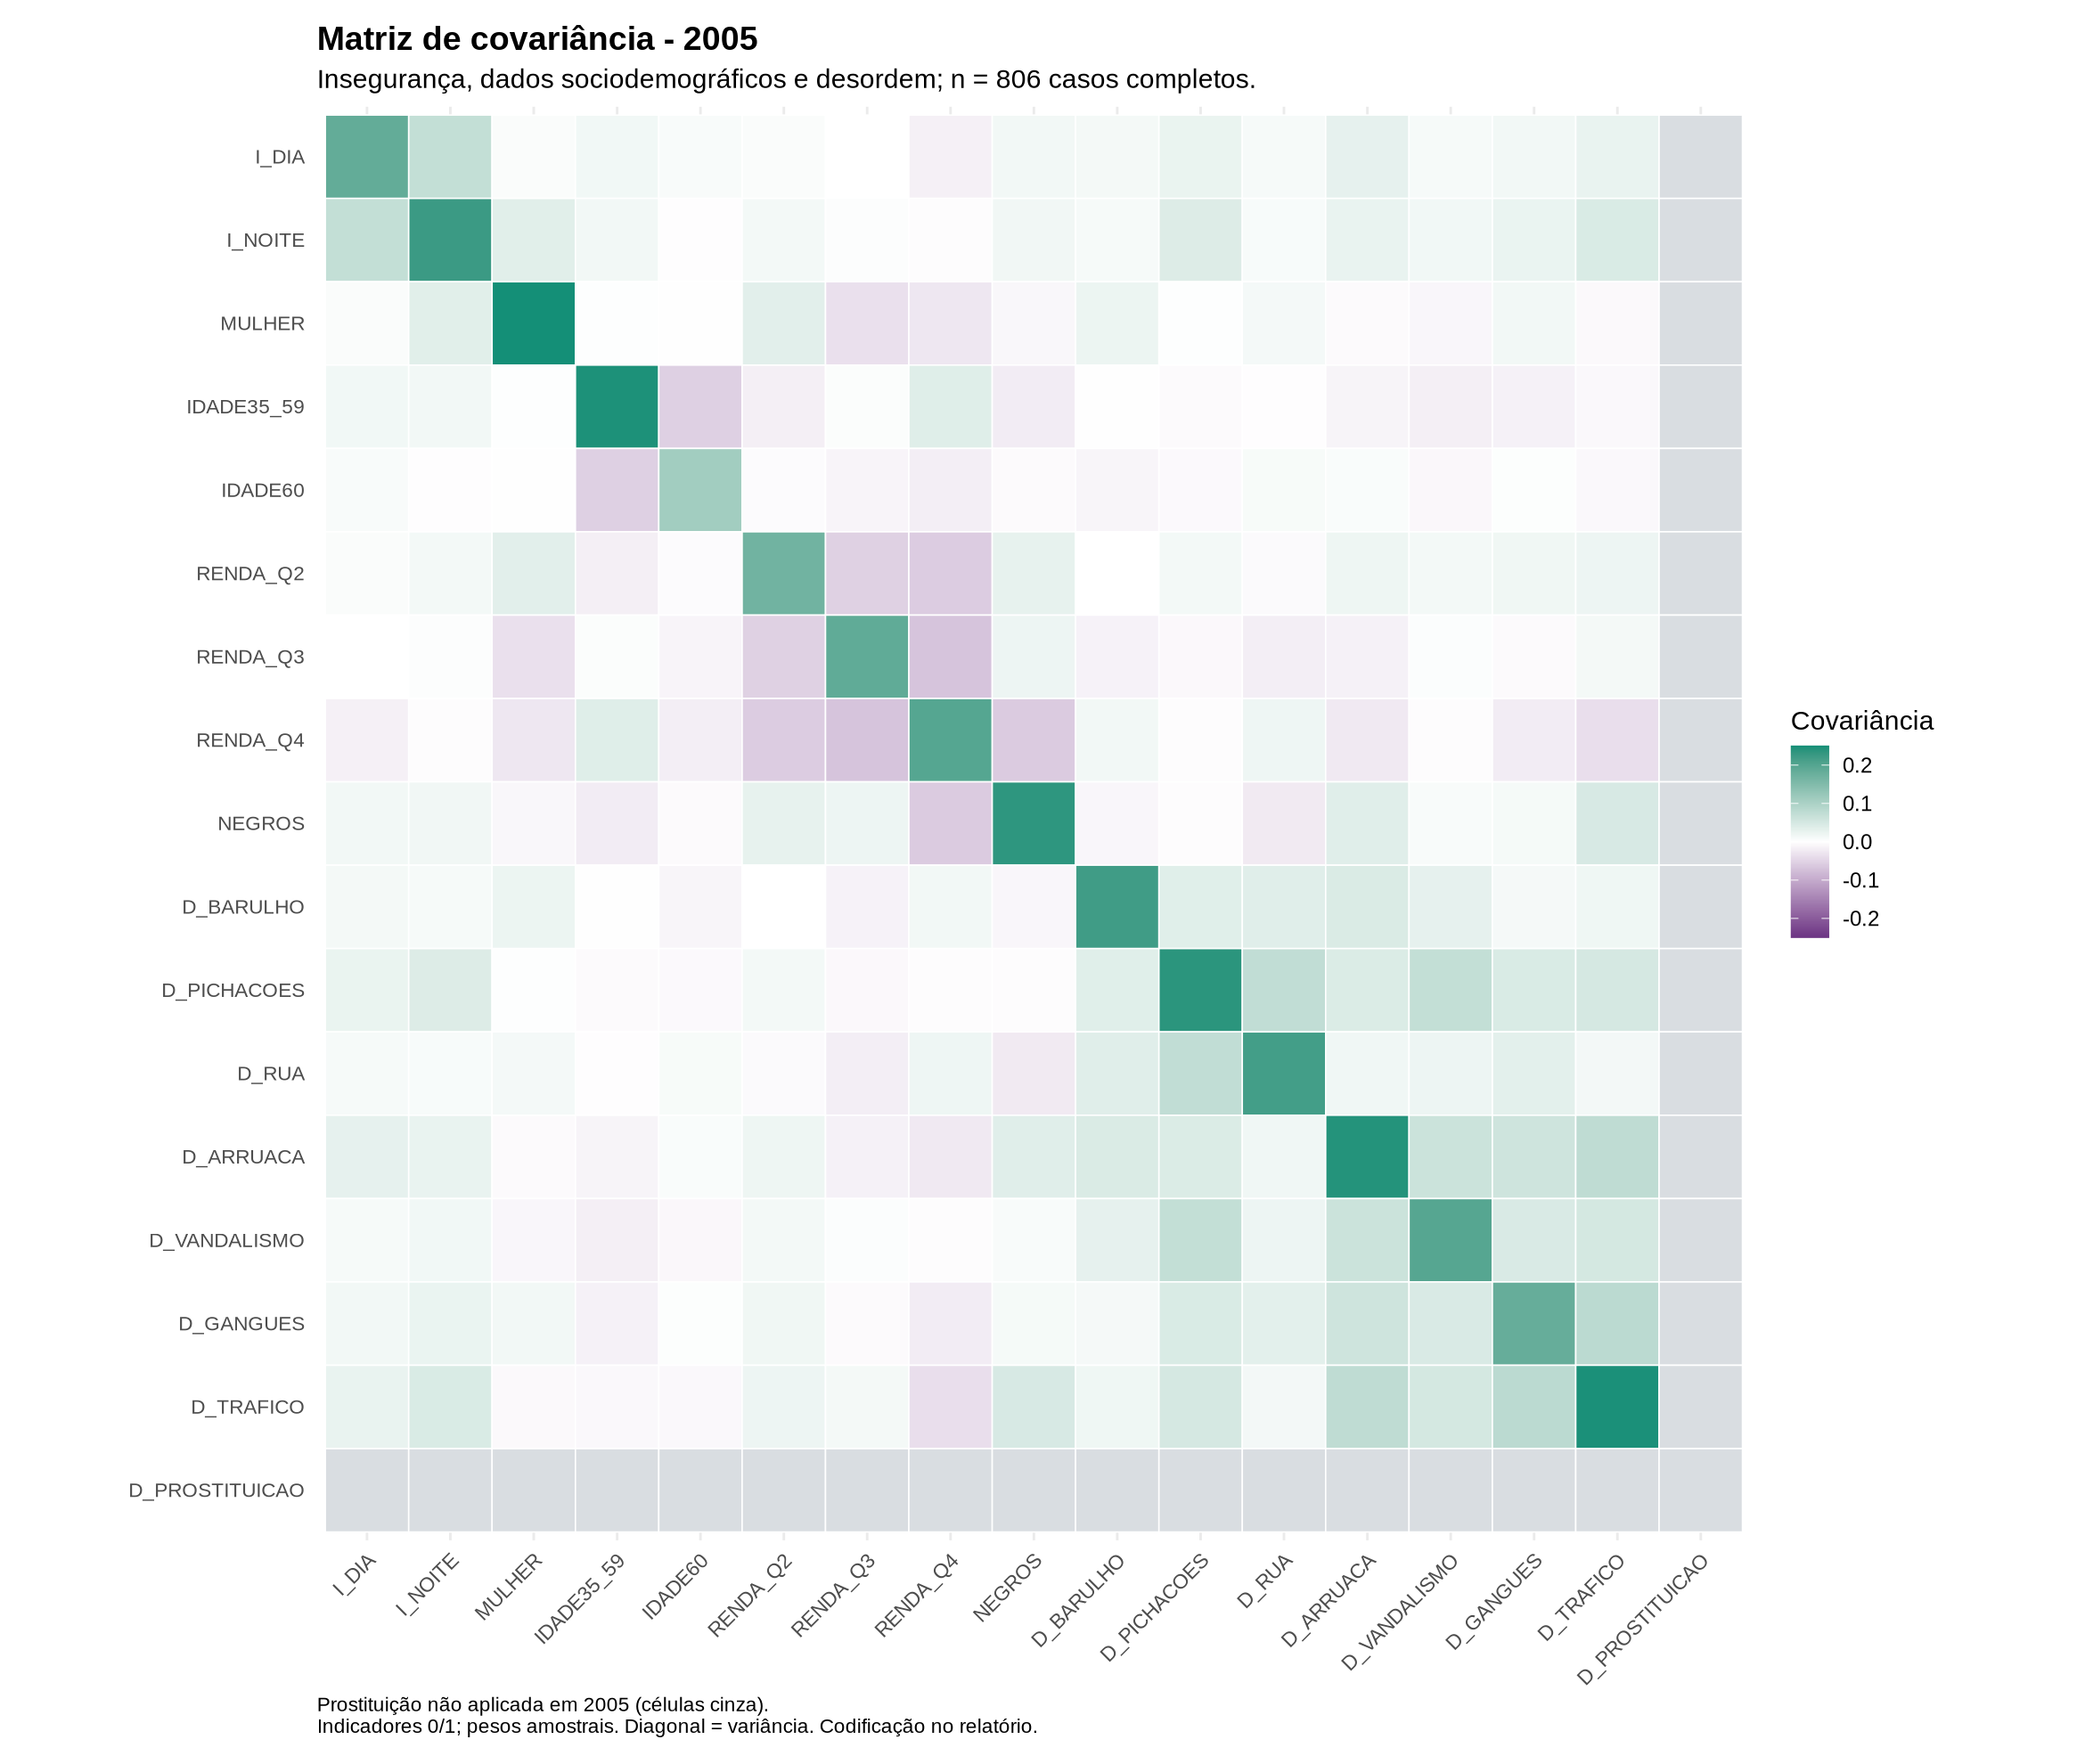 Matriz de covariância - 2005
Insegurança, dados sociodemográficos e desordem; n = 806 casos completos.
I_DIA
I_NOITE
MULHER
IDADE35_59
IDADE60
RENDA_Q2
RENDA_Q3
RENDA_Q4
NEGROS
D_BARULHO
D_PICHACOES
D_RUA
D_ARRUACA
D_VANDALISMO
D_GANGUES
D_TRAFICO
D_PROSTITUICAO
Covariância
0.2
0.1
0.0
-0.1
-0.2
I_DIA
I_NOITE
MULHER
IDADE35_59
IDADE60
RENDA_Q2
RENDA_Q3
RENDA_Q4
NEGROS
D_BARULHO
D_PICHACOES
D_RUA
D_ARRUACA
D_VANDALISMO
D_GANGUES
D_TRAFICO
D_PROSTITUICAO
Prostituição não aplicada em 2005 (células cinza).
Indicadores 0/1; pesos amostrais. Diagonal = variância. Codificação no relatório.